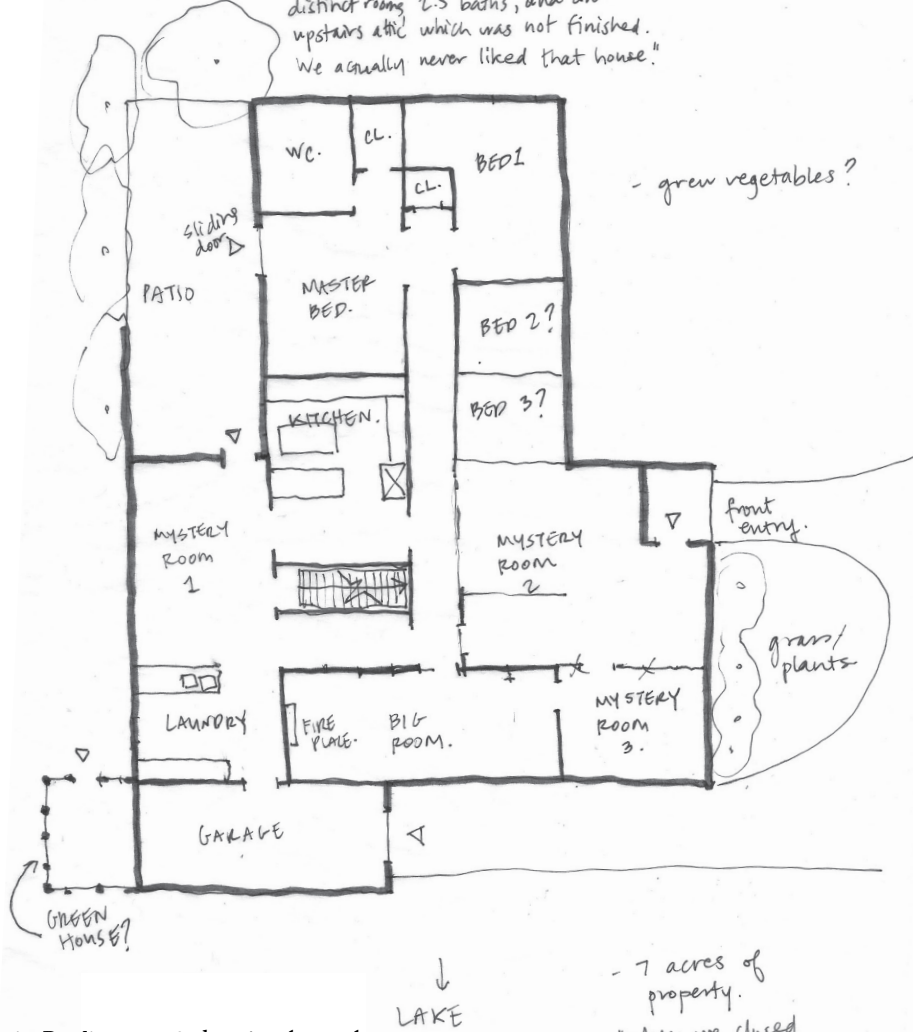 distinct rooms, 2.5 baths, and an
upstairs attic which was not finished.
We actually never liked that house."
WC.
CL.
CL.
BED 1
- grew vegetables?
sliding
door
PATIO
MASTER
BED.
BED 2?
BED 3?
KITCHEN.
MYSTERY
ROOM
1
MYSTERY
ROOM
2
front
entry.
grass/
plants
LAUNDRY
FIRE
PLACE.
BIG
ROOM.
MYSTERY
ROOM
3.
GARAGE
GREEN
HOUSE?
LAKE
- 7 acres of
property.
closed